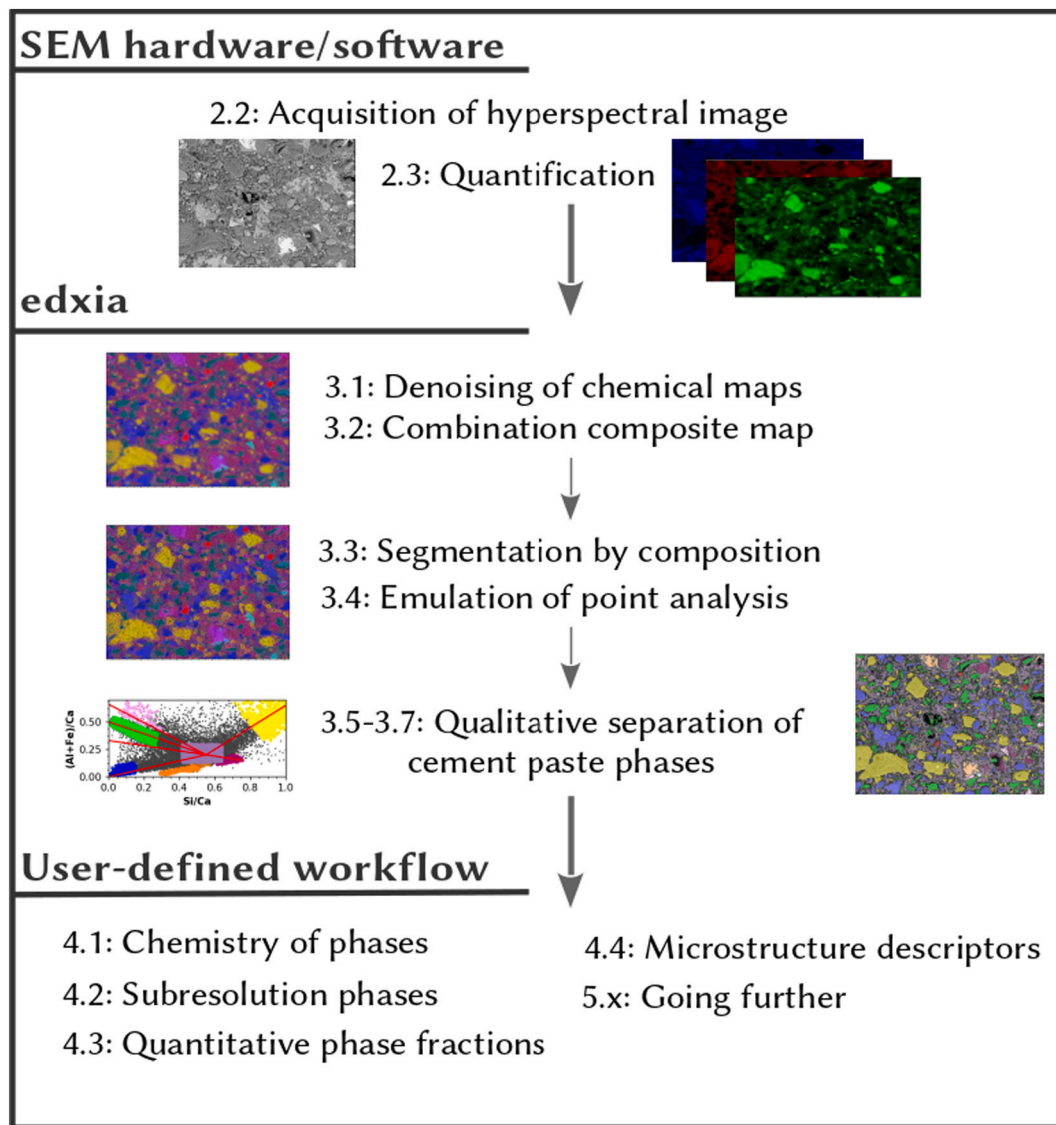 SEM hardware/software
2.2: Acquisition of hyperspectral image
2.3: Quantification
edxia
3.1: Denoising of chemical maps
3.2: Combination composite map
3.3: Segmentation by composition
3.4: Emulation of point analysis
(Al+Fe)/Ca
0.50
0.25
0.00
0.0 0.2 0.4 0.6 0.8 1.0
Si/Ca
3.5-3.7: Qualitative separation of
cement paste phases
User-defined workflow
4.1: Chemistry of phases
4.2: Subresolution phases
4.3: Quantitative phase fractions
4.4: Microstructure descriptors
5.x: Going further